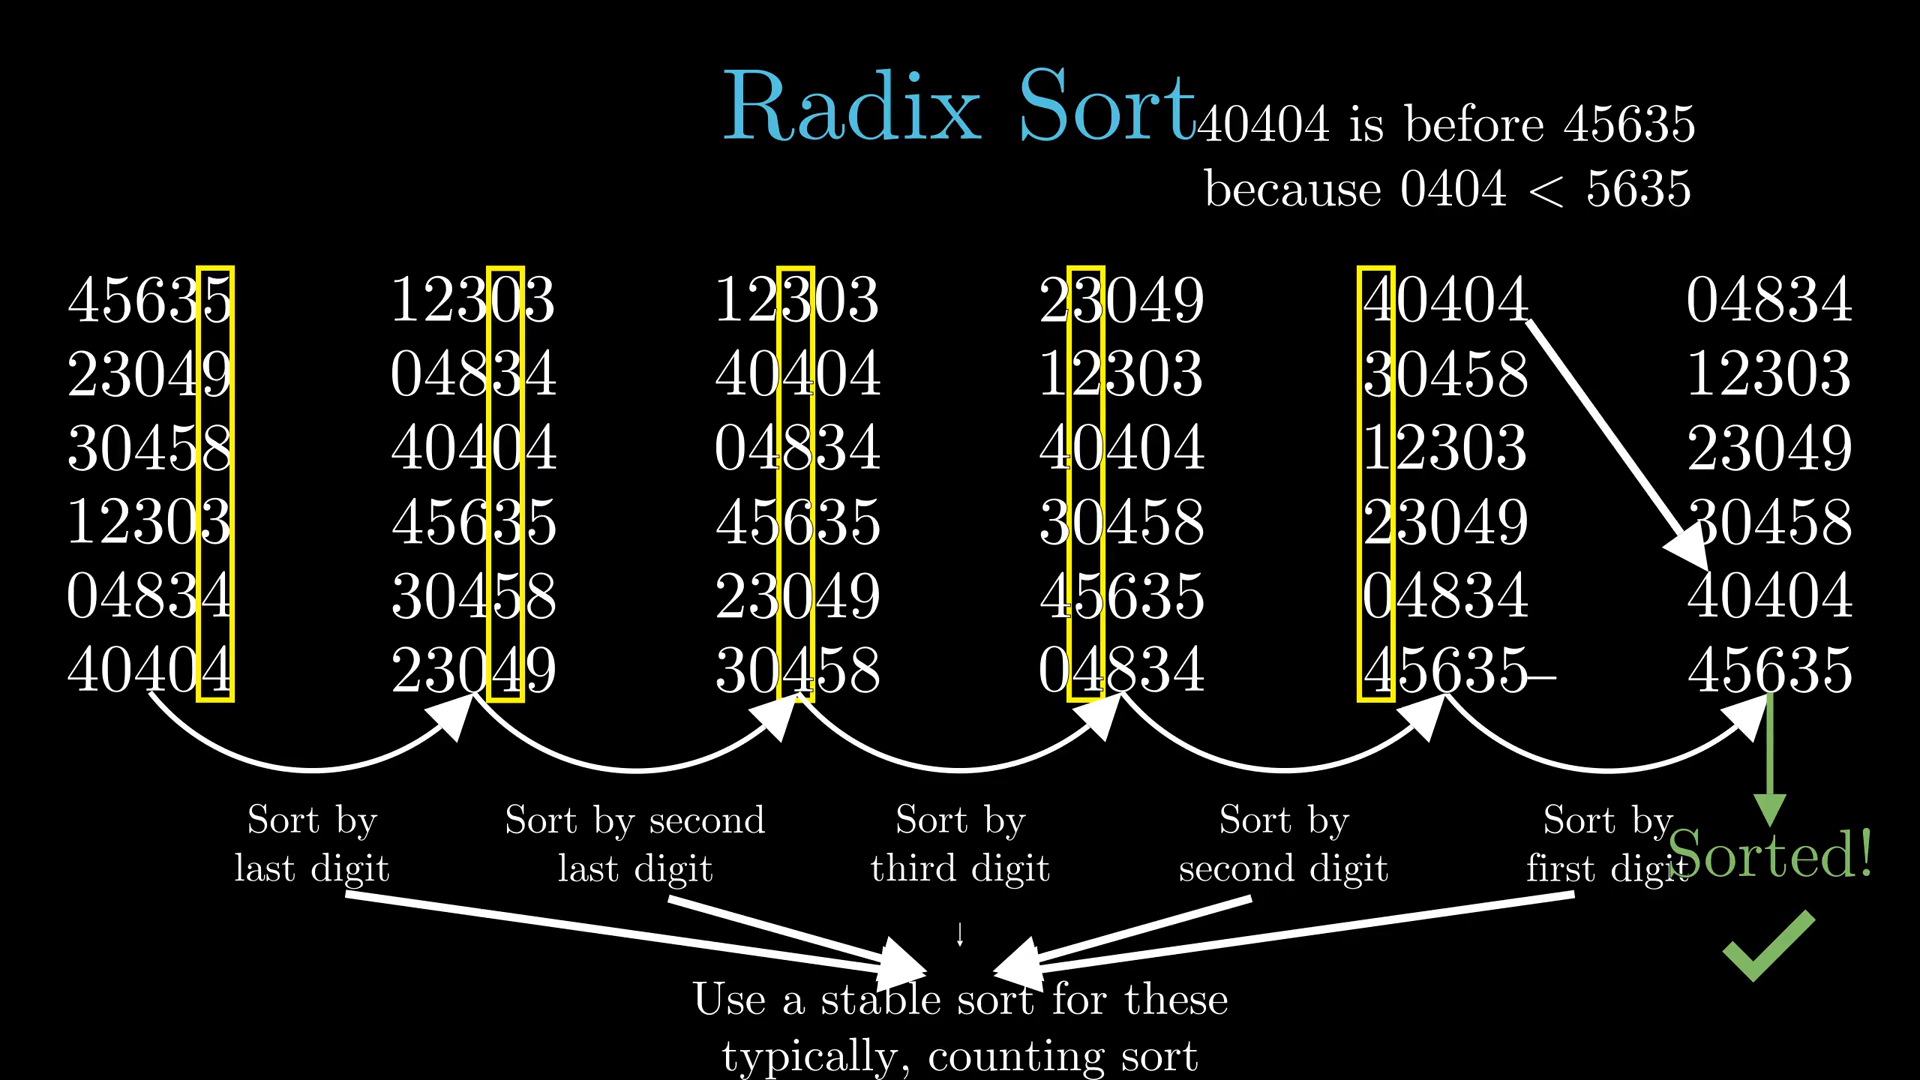 Radix Sort
40404 is before 45635
because 0404 < 5635
45635 12303 12303 23049 40404 04834
23049 04834 40404 12303 30458 12303
30458 40404 04834 40404 12303 23049
12303 45635 45635 30458 23049 30458
04834 30458 23049 45635 04834 40404
40404 23049 30458 04834 45635 45635
Sort by
last digit
Sort by second
last digit
Sort by
third digit
Sort by
second digit
Sort by
first digit
Sorted!
Use a stable sort for these
typically, counting sort